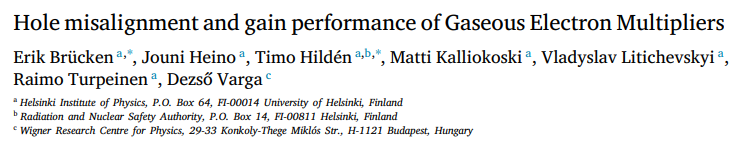 Hole misalignment and gain performance of Gaseous Electron Multipliers
Erik Brücken a,*, Jouni Heino a, Timo Hildén a,b,*, Matti Kalliokoski a, Vladyslav Litichevskyi a,
Raimo Turpeinen a, Dezső Varga c
a Helsinki Institute of Physics, P.O. Box 64, FI-00014 University of Helsinki, Finland
b Radiation and Nuclear Safety Authority, P.O. Box 14, FI-00811 Helsinki, Finland
c Wigner Research Centre for Physics, 29-33 Konkoly-Thege Miklós Str., H-1121 Budapest, Hungary